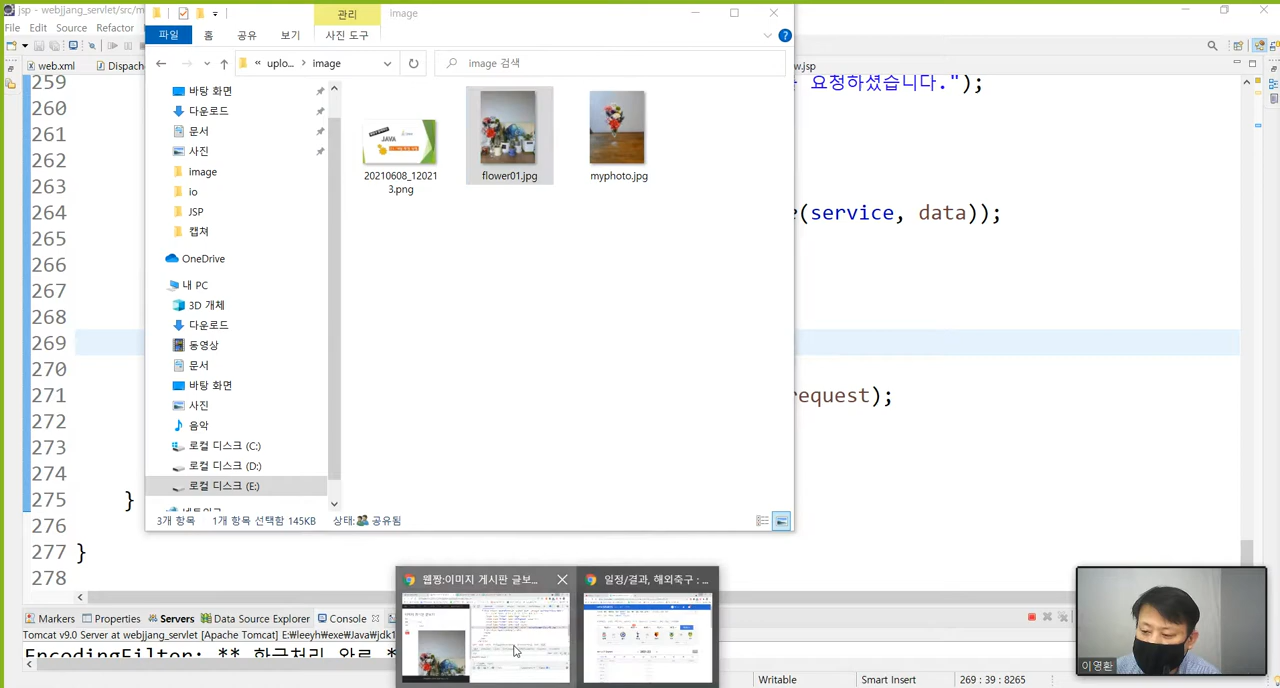 jsp - webjjang_servlet/src/m
File Edit Source Refactor
관리
image
파일 홈 공유 보기 사진 도구
« uplo... › image
image 검색
web.xml
Dispach
w.jsp
바탕 화면
다운로드
문서
사진
image
io
JSP
캡쳐
OneDrive
내 PC
3D 개체
다운로드
동영상
문서
바탕 화면
사진
음악
로컬 디스크 (C:)
로컬 디스크 (D:)
로컬 디스크 (E:)
JAVA
20210608_12021
3.png
flower01.jpg
myphoto.jpg
3개 항목 1개 항목 선택함 145KB 상태: 공유됨
259
요청하셨습니다.");
260
261
262
263
264
(service, data));
265
266
267
268
269
270
271
request);
272
273
274
275 }
276
277 }
278
웹짱:이미지 게시판 글보...
일정/결과, 해외축구 : ...
Markers Properties Servers Data Source Explorer Console
Tomcat v9.0 Server at webjjang_servlet [Apache Tomcat] E:₩leeyh₩exe₩Java₩jdk1
EncodingFilter: ** 한글처리 완료 *
이영환
Writable Smart Insert 269 : 39 : 8265